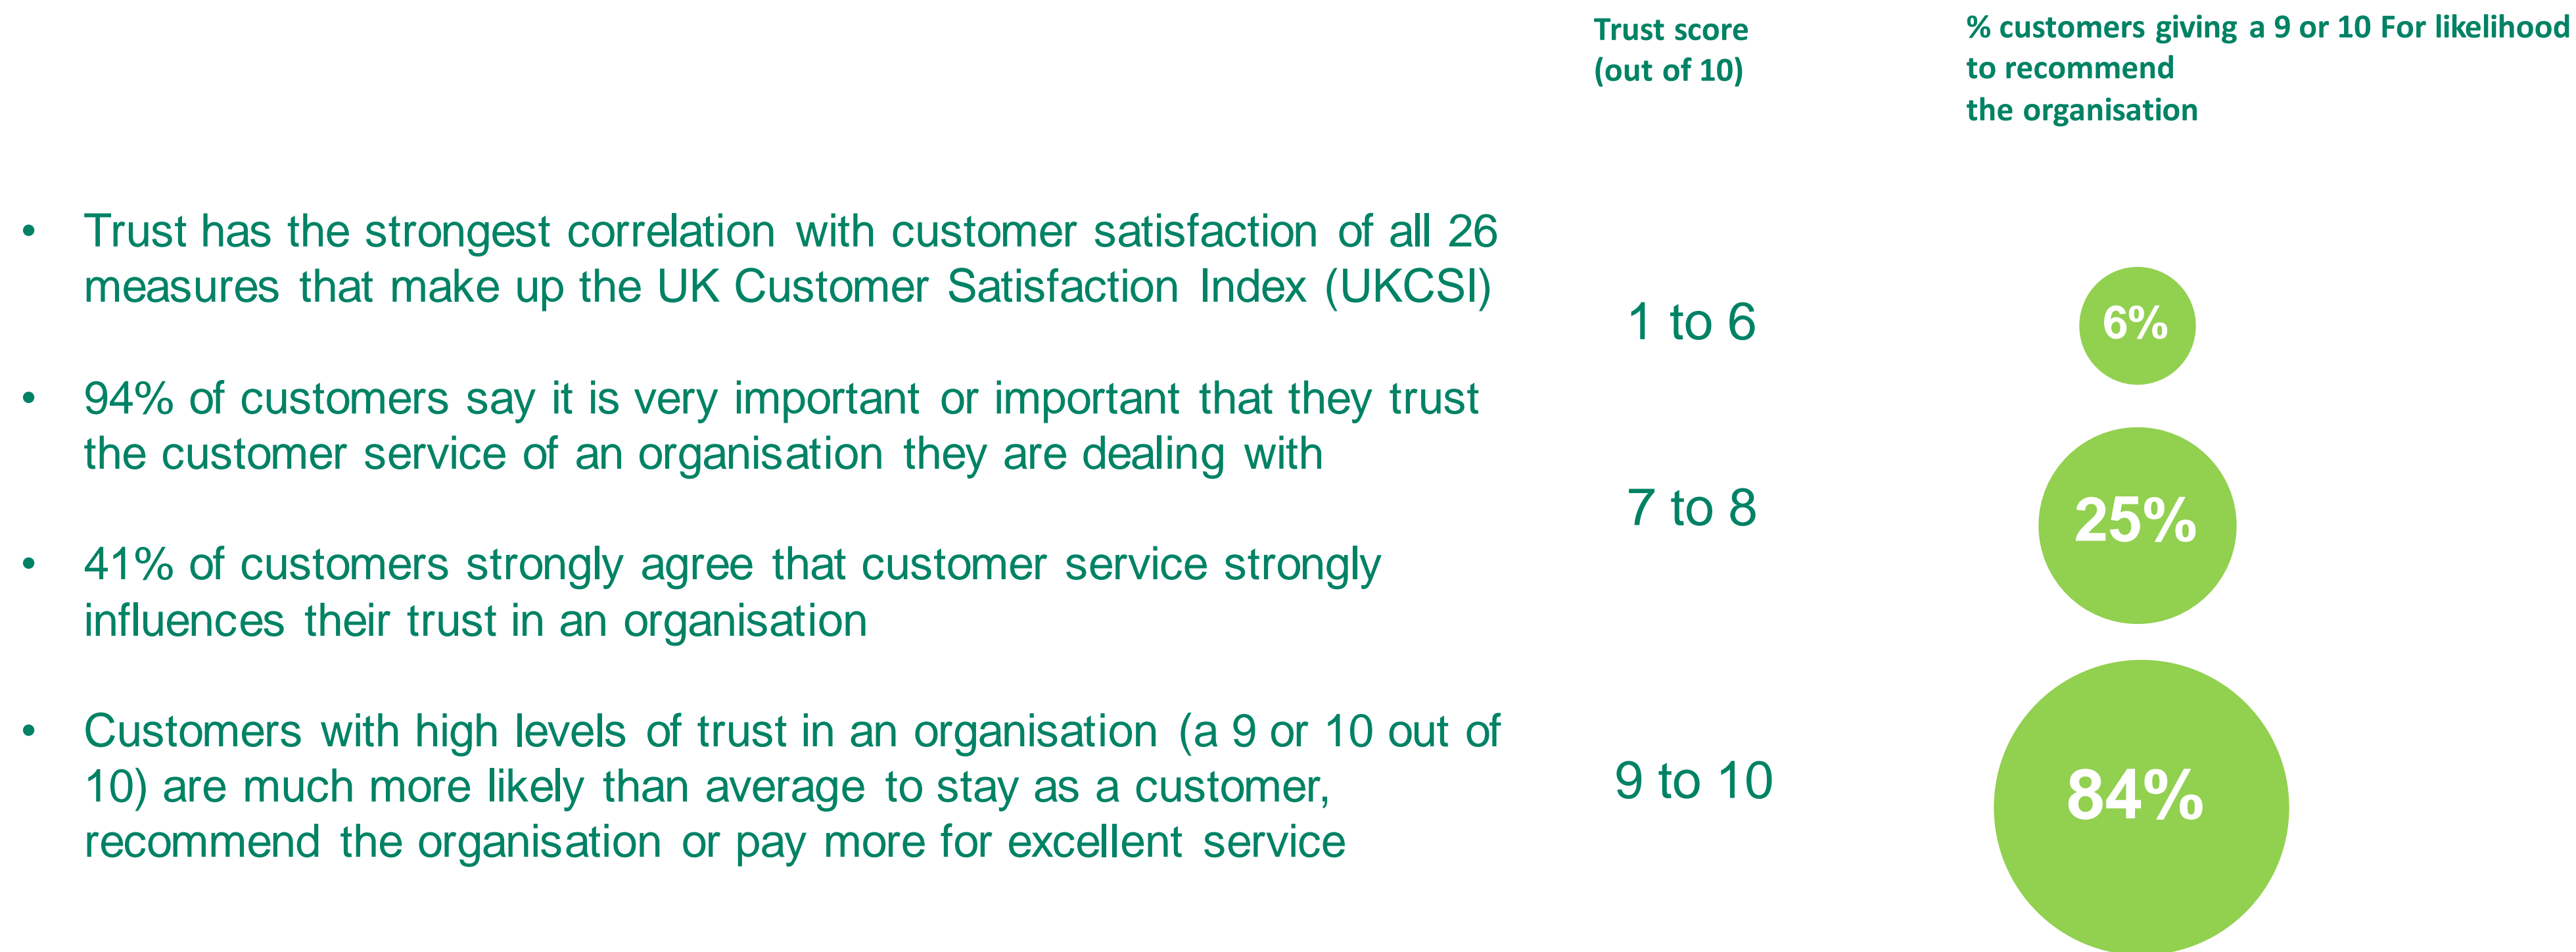 Trust score
(out of 10)
% customers giving a 9 or 10 For likelihood
to recommend
the organisation
• Trust has the strongest correlation with customer satisfaction of all 26
measures that make up the UK Customer Satisfaction Index (UKCSI)
• 94% of customers say it is very important or important that they trust
the customer service of an organisation they are dealing with
• 41% of customers strongly agree that customer service strongly
influences their trust in an organisation
• Customers with high levels of trust in an organisation (a 9 or 10 out of
10) are much more likely than average to stay as a customer,
recommend the organisation or pay more for excellent service
1 to 6
6%
7 to 8
25%
9 to 10
84%